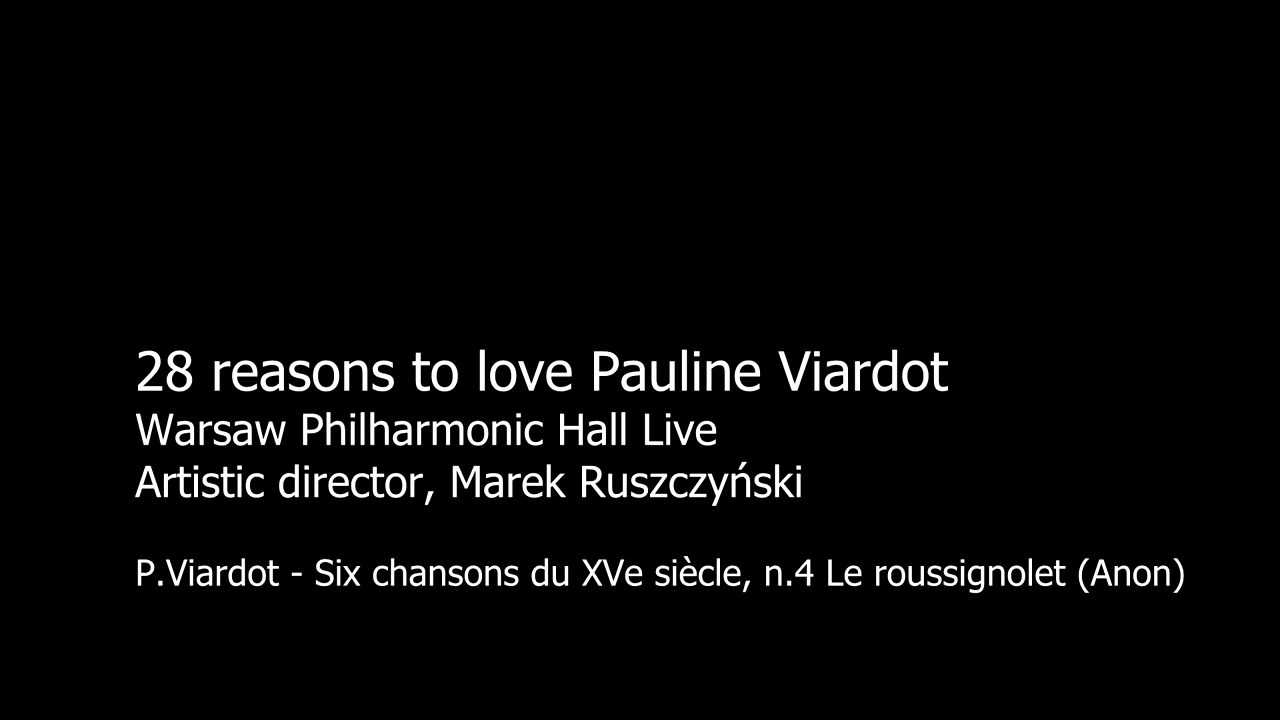 28 reasons to love Pauline Viardot
Warsaw Philharmonic Hall Live
Artistic director, Marek Ruszczyński
P.Viardot - Six chansons du XVe siècle, n.4 Le roussignolet (Anon)